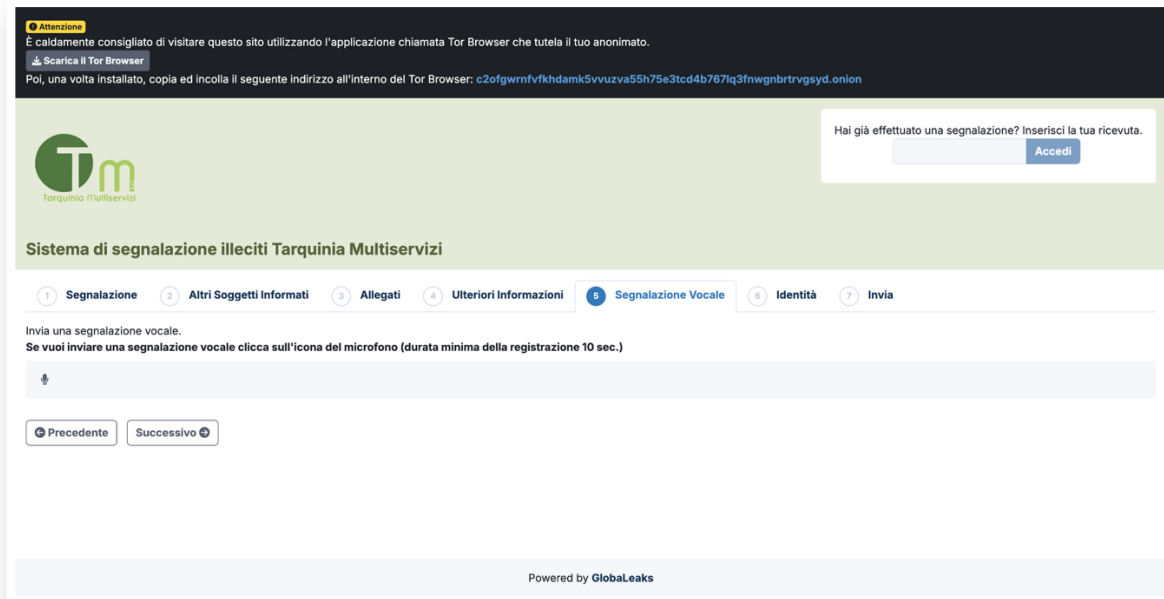 Attenzione
È caldamente consigliato di visitare questo sito utilizzando l'applicazione chiamata Tor Browser che tutela il tuo anonimato.
Scarica il Tor Browser
Poi, una volta installato, copia ed incolla il seguente indirizzo all'interno del Tor Browser: c2ofgwrnfvfkhdamk5vvuzva55h75e3tcd4b767lq3fnwgnbrtrvgsyd.onion
Hai già effettuato una segnalazione? Inserisci la tua ricevuta.
Accedi
Tm
Tarquinia Multiservizi
Sistema di segnalazione illeciti Tarquinia Multiservizi
1 Segnalazione 2 Altri Soggetti Informati 3 Allegati 4 Ulteriori Informazioni 5 Segnalazione Vocale 6 Identità 7 Invia
Invia una segnalazione vocale.
Se vuoi inviare una segnalazione vocale clicca sull'icona del microfono (durata minima della registrazione 10 sec.)
Precedente Successivo
Powered by GlobaLeaks